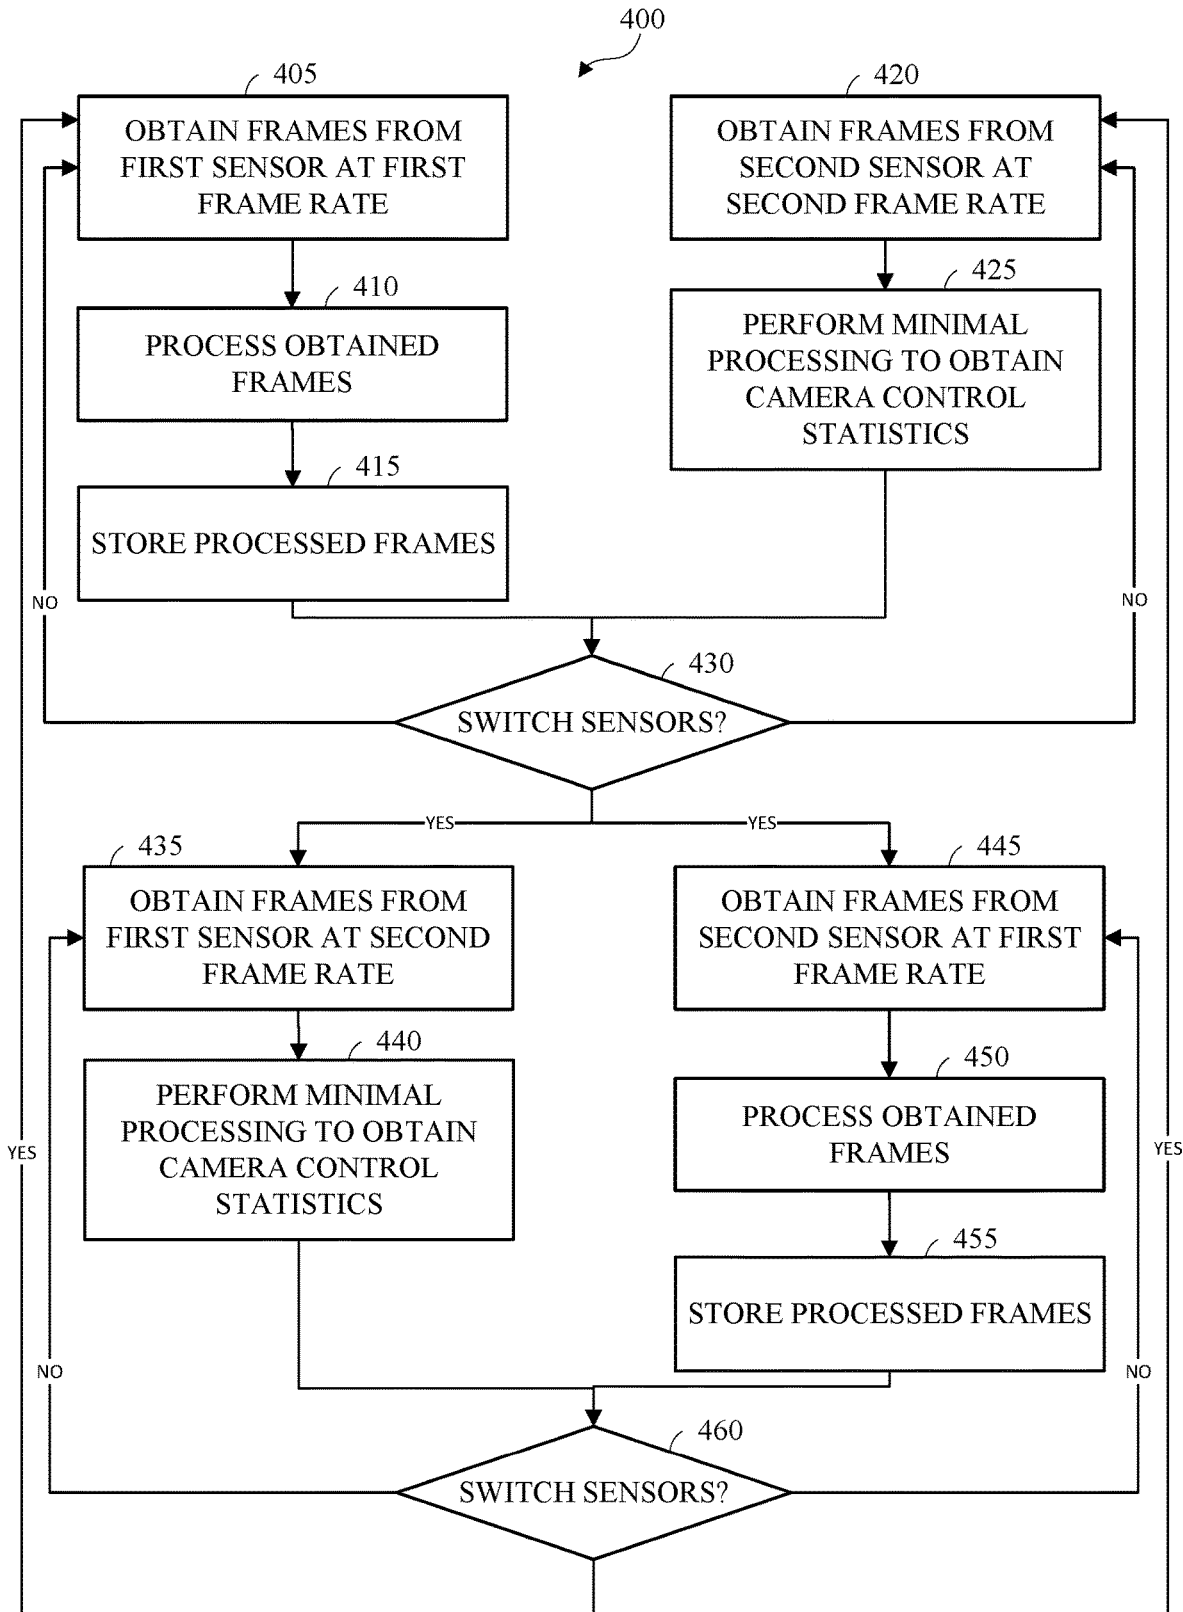 400
405
OBTAIN FRAMES FROM
FIRST SENSOR AT FIRST
FRAME RATE
410
PROCESS OBTAINED
FRAMES
415
STORE PROCESSED FRAMES
420
OBTAIN FRAMES FROM
SECOND SENSOR AT
SECOND FRAME RATE
425
PERFORM MINIMAL
PROCESSING TO OBTAIN
CAMERA CONTROL
STATISTICS
NO
NO
430
SWITCH SENSORS?
YES
YES
435
OBTAIN FRAMES FROM
FIRST SENSOR AT SECOND
FRAME RATE
440
PERFORM MINIMAL
PROCESSING TO OBTAIN
CAMERA CONTROL
STATISTICS
445
OBTAIN FRAMES FROM
SECOND SENSOR AT FIRST
FRAME RATE
450
PROCESS OBTAINED
FRAMES
455
STORE PROCESSED FRAMES
YES
YES
NO
NO
460
SWITCH SENSORS?